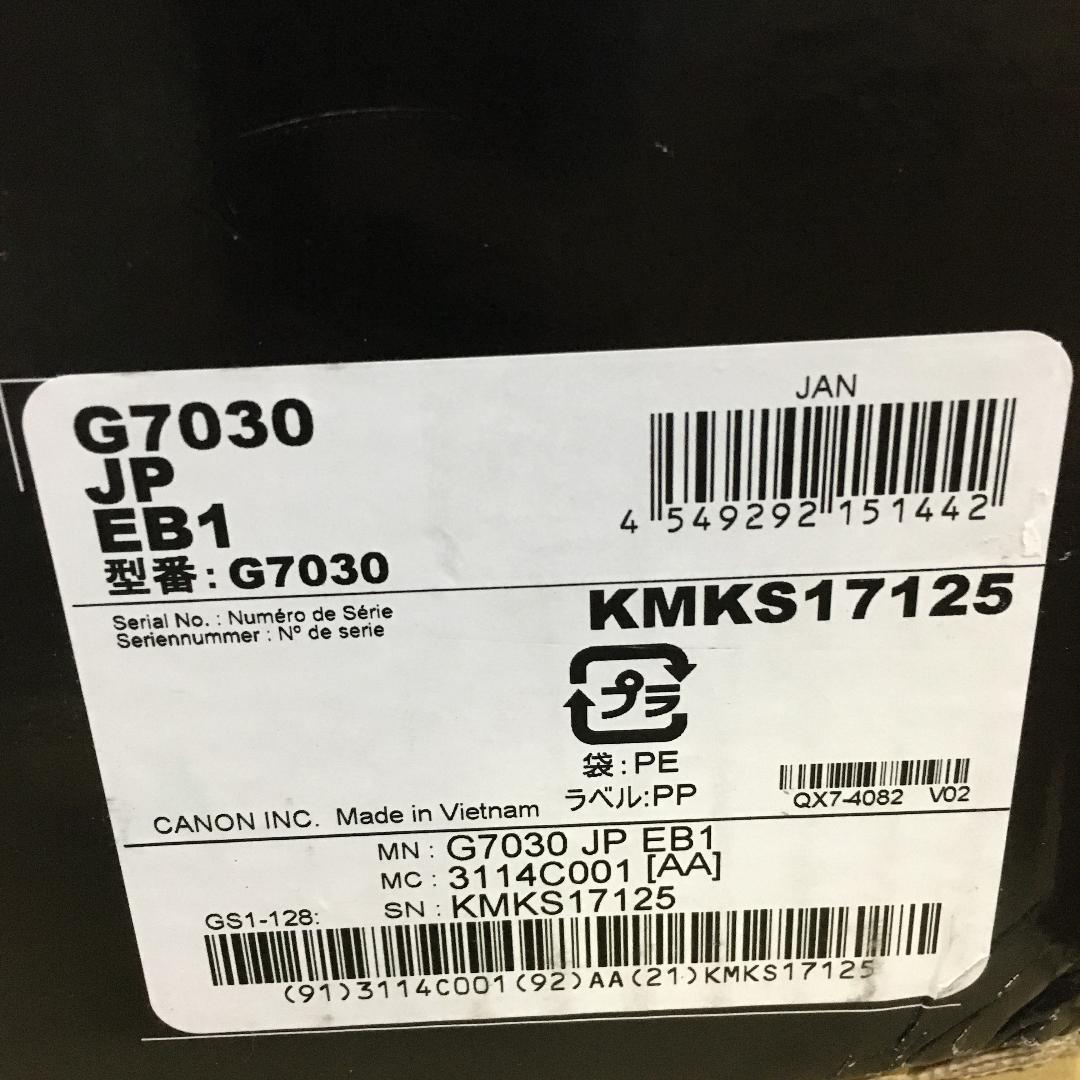 G7030
JP
EB1
型番: G7030
JAN
4 549292 151442
Serial No. : Numéro de Série
Seriennummer : Nº de serie
KMKS17125
プラ
袋:PE
ラベル:PP
QX7-4082 V02
CANON INC. Made in Vietnam
MN : G7030 JP EB1
MC : 3114C001 [AA]
SN : KMKS17125
GS1-128:
(91)3114C001(92)AA(21)KMKS17125